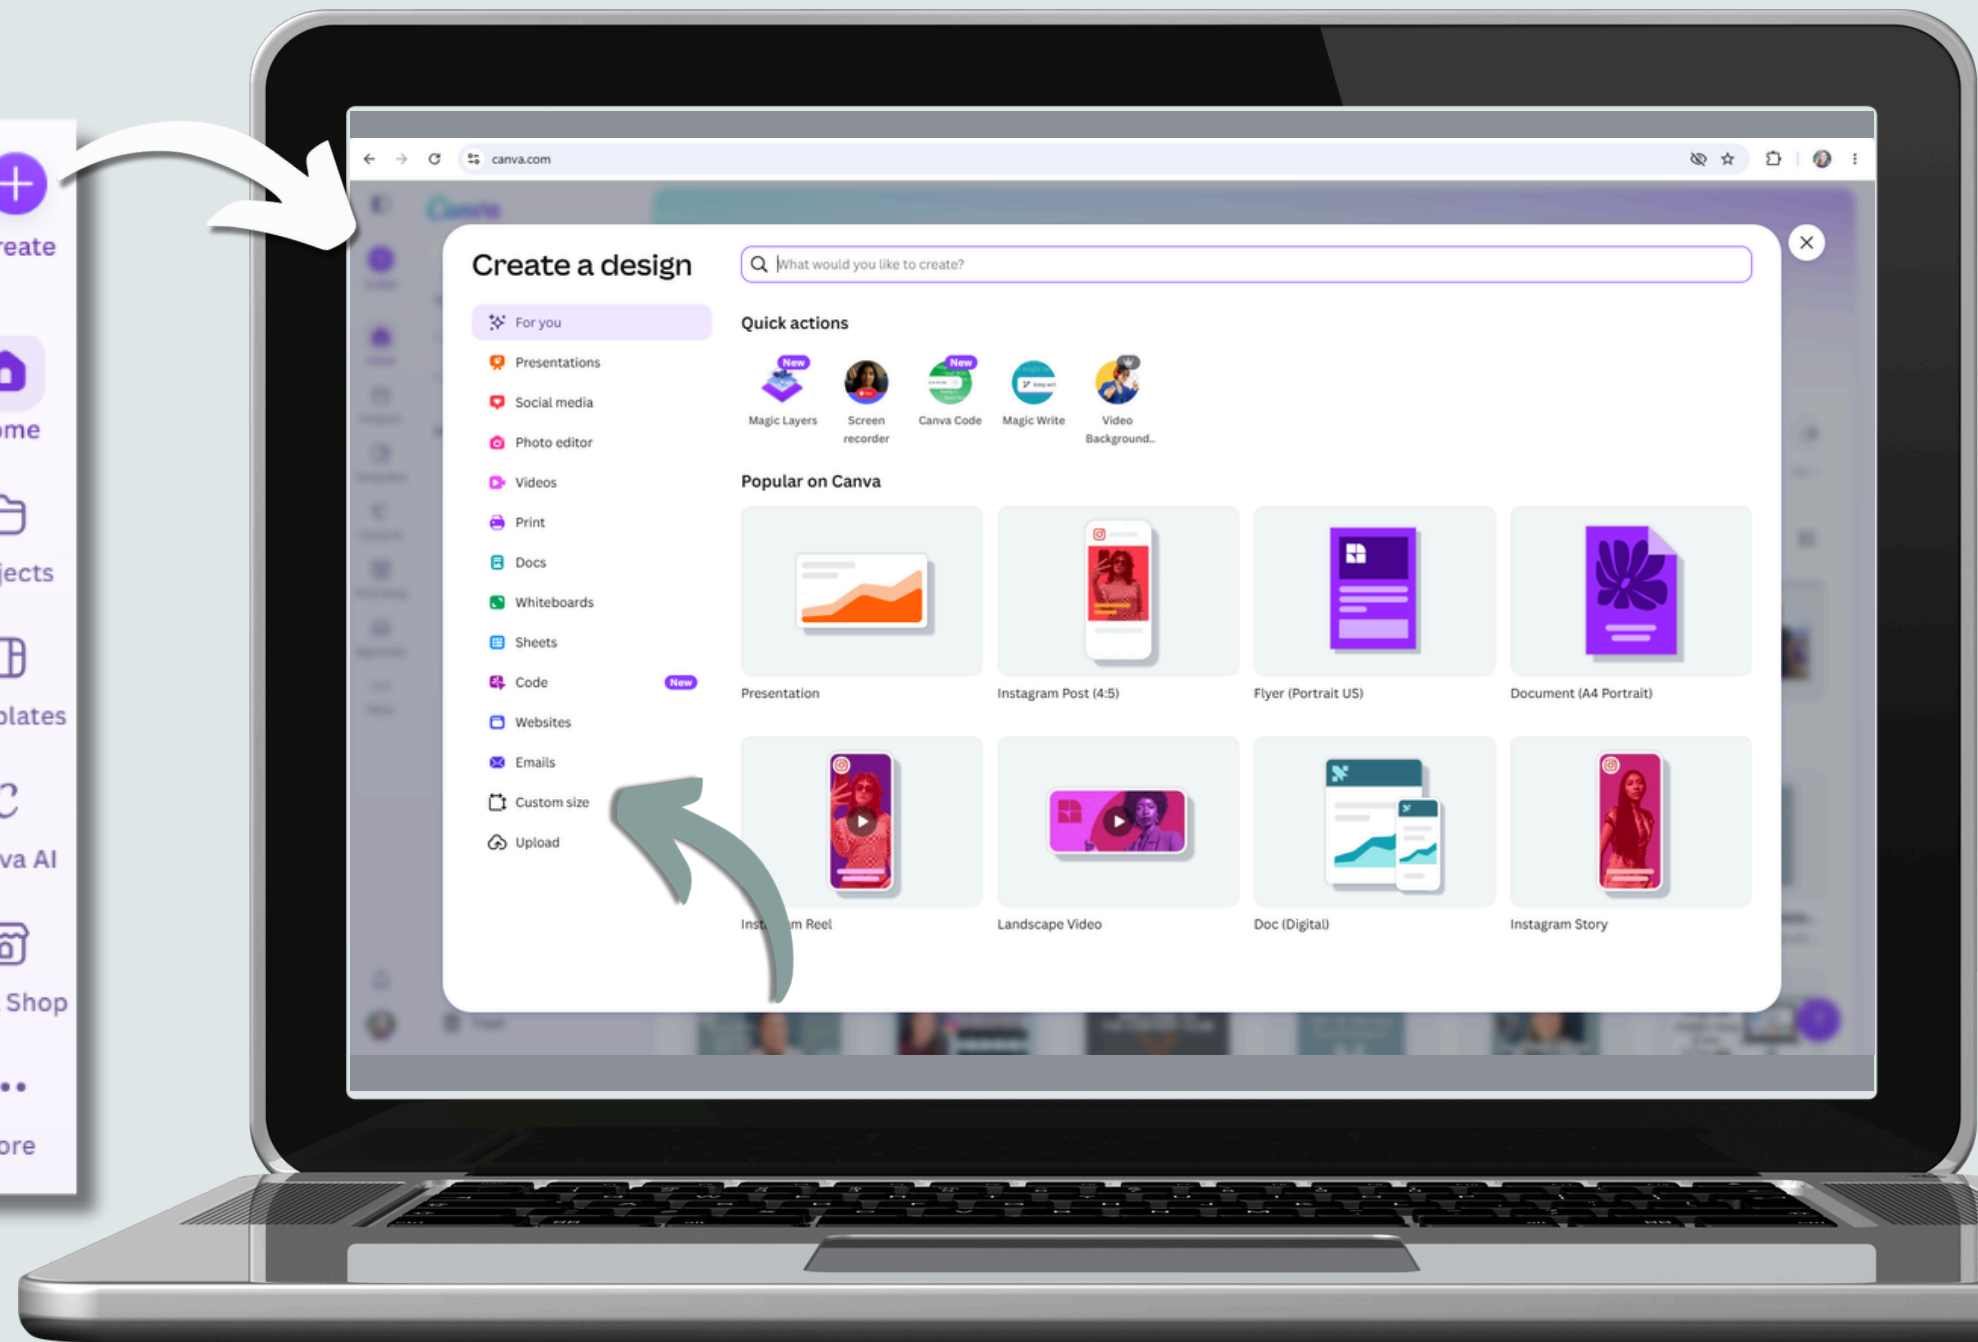 reate
ome
jects
plates
va AI
Shop
ore
canva.com
Canva
Create a design
What would you like to create?
For you
Presentations
Social media
Photo editor
Videos
Print
Docs
Whiteboards
Sheets
Code New
Websites
Emails
Custom size
Upload
Quick actions
New
New
Magic Layers
Screen
recorder
Canva Code
Magic Write
Video
Background...
Popular on Canva
Presentation
Instagram Post (4:5)
Flyer (Portrait US)
Document (A4 Portrait)
Inst
m Reel
Landscape Video
Doc (Digital)
Instagram Story